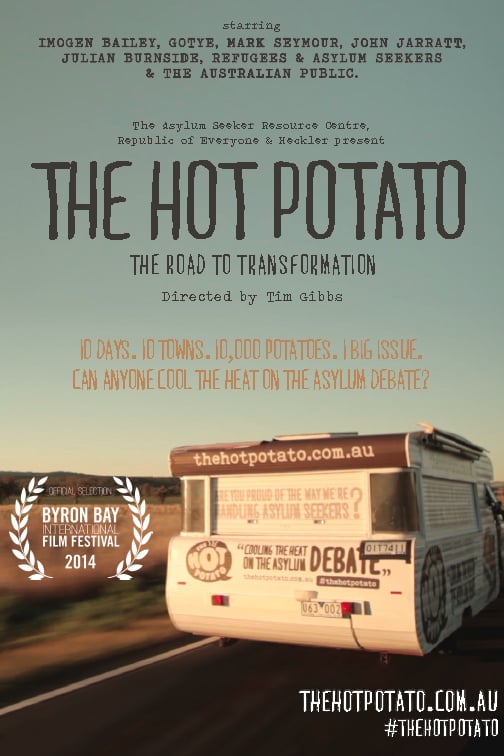 starring
IMOGEN BAILEY, GOTYE, MARK SEYMOUR, JOHN JARRATT,
JULIAN BURNSIDE, REFUGEES & ASYLUM SEEKERS
& THE AUSTRALIAN PUBLIC.
The Asylum Seeker Resource Centre,
Republic of Everyone & Heckler present
THE HOT POTATO
THE ROAD TO TRANSFORMATION
Directed by Tim Gibbs
10 DAYS. 10 TOWNS. 10,000 POTATOES. 1 BIG ISSUE.
CAN ANYONE COOL THE HEAT ON THE ASYLUM DEBATE?
thehotpotato.com.au
ARE YOU PROUD OF THE WAY WE'RE
HANDLING ASYLUM SEEKERS?
OFFICIAL SELECTION
BYRON BAY
INTERNATIONAL
FILM FESTIVAL
2014
HOT
POTATO
"COOLING THE HEAT
ON THE ASYLUM DEBATE"
thehotpotato.com.au #thehotpotato
U63 002
THEHOTPOTATO.COM.AU
#THEHOTPOTATO